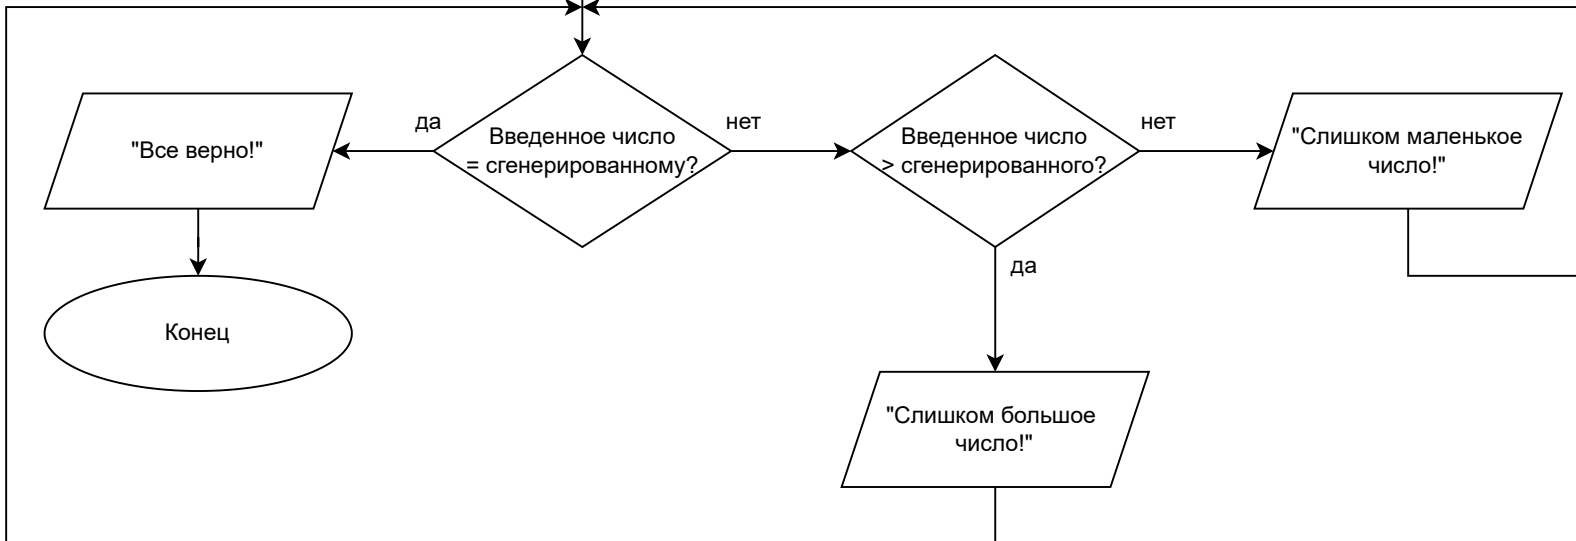 да
Введенное число
= сгенерированному?
нет
"Все верно!"
Введенное число
> сгенерированного?
нет
"Слишком маленькое
число!"
да
Конец
"Слишком большое
число!"